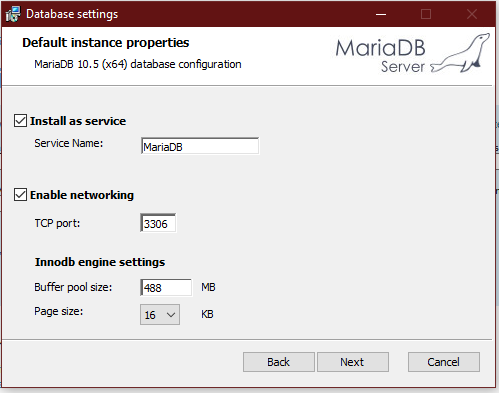 Database settings
Default instance properties
MariaDB 10.5 (x64) database configuration
MariaDB
Server
Install as service
Service Name: MariaDB
Enable networking
TCP port: 3306
Innodb engine settings
Buffer pool size: 488 MB
Page size: 16 KB
Back Next Cancel